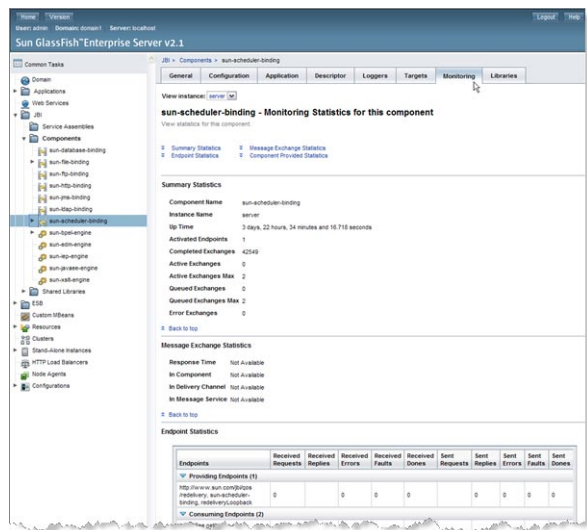 Home Version Logout Help
User: admin Domain: domain1 Server: localhost
Sun GlassFish™ Enterprise Server v2.1
Common Tasks
Domain
Applications
Web Services
JBI
Service Assemblies
Components
sun-database-binding
sun-file-binding
sun-ftp-binding
sun-http-binding
sun-jms-binding
sun-ldap-binding
sun-scheduler-binding
sun-bpel-engine
sun-edm-engine
sun-iep-engine
sun-javaee-engine
sun-xslt-engine
Shared Libraries
ESB
Custom MBeans
Resources
Clusters
Stand-Alone Instances
HTTP Load Balancers
Node Agents
Configurations
JBI > Components > sun-scheduler-binding
General Configuration Application Descriptor Loggers Targets Monitoring Libraries
View instance: server
sun-scheduler-binding - Monitoring Statistics for this component
View statistics for this component.
Summary Statistics Message Exchange Statistics
Endpoint Statistics Component Provided Statistics
Summary Statistics
Component Name sun-scheduler-binding
Instance Name server
Up Time 3 days, 22 hours, 34 minutes and 16.718 seconds
Activated Endpoints 1
Completed Exchanges 42549
Active Exchanges 0
Active Exchanges Max 2
Queued Exchanges 0
Queued Exchanges Max 2
Error Exchanges 0
Back to top
Message Exchange Statistics
Response Time Not Available
In Component Not Available
In Delivery Channel Not Available
In Message Service Not Available
Back to top
Endpoint Statistics
Endpoints Received Requests Received Replies Received Errors Received Faults Received Dones Sent Requests Sent Replies Sent Errors Sent Faults Sent Dones
Providing Endpoints (1)
http://www.sun.com/jbi/qos
/redelivery, sun-scheduler-
binding, redeliveryLoopback 0 0 0 0 0 0 0 0
Consuming Endpoints (2)